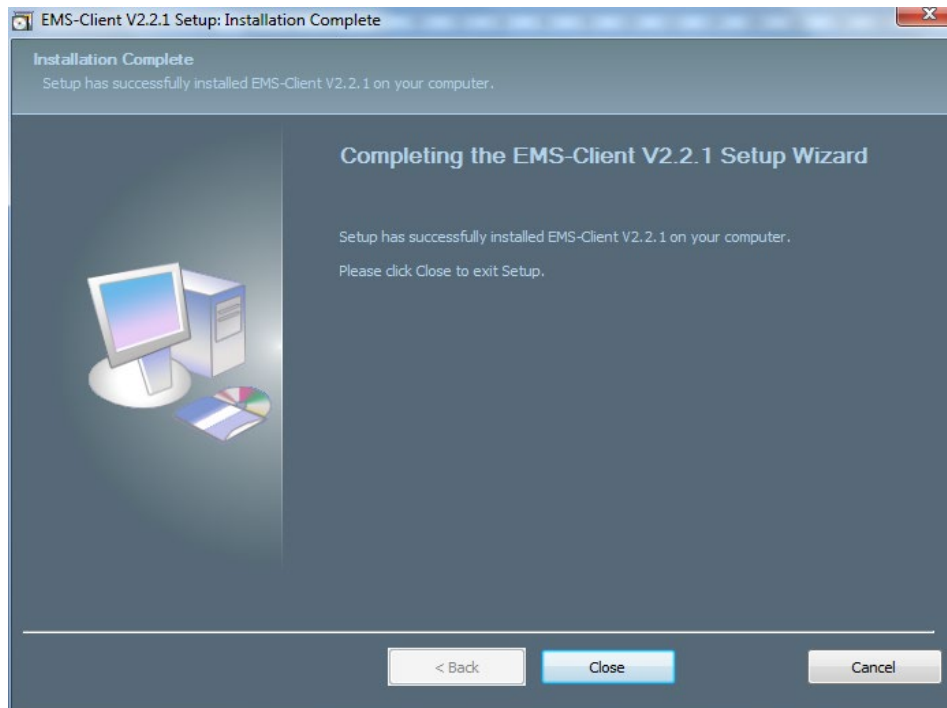 EMS-Client V2.2.1 Setup: Installation Complete
Installation Complete
Setup has successfully installed EMS-Client V2.2.1 on your computer.
Completing the EMS-Client V2.2.1 Setup Wizard
Setup has successfully installed EMS-Client V2.2.1 on your computer.
Please click Close to exit Setup.
< Back
Close
Cancel